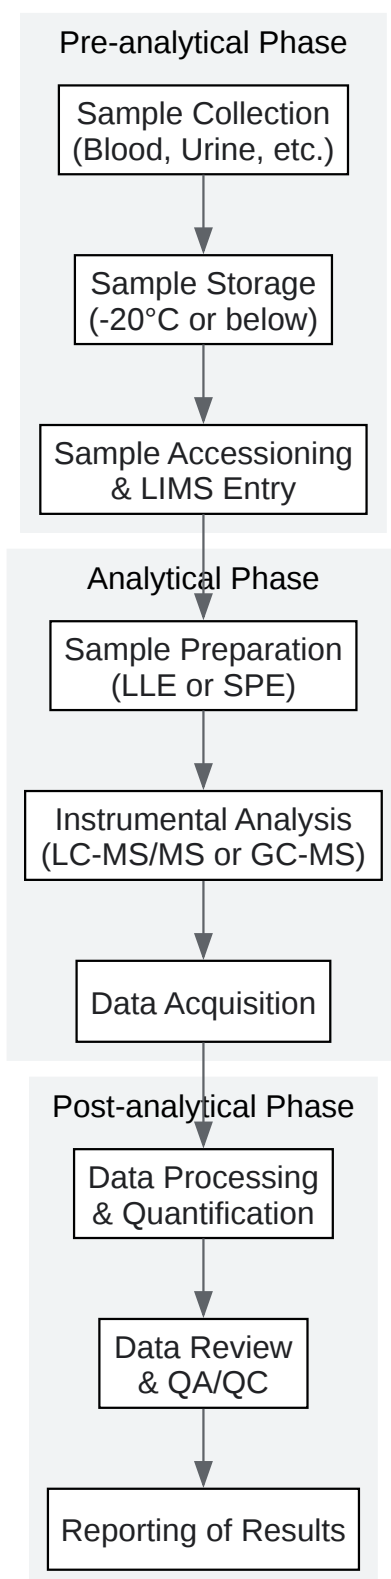 Pre-analytical Phase
Sample Collection
(Blood, Urine, etc.)
Sample Storage
(-20°C or below)
Sample Accessioning
& LIMS Entry
Analytical Phase
Sample Preparation
(LLE or SPE)
Instrumental Analysis
(LC-MS/MS or GC-MS)
Data Acquisition
Post-analytical Phase
Data Processing
& Quantification
Data Review
& QA/QC
Reporting of Results